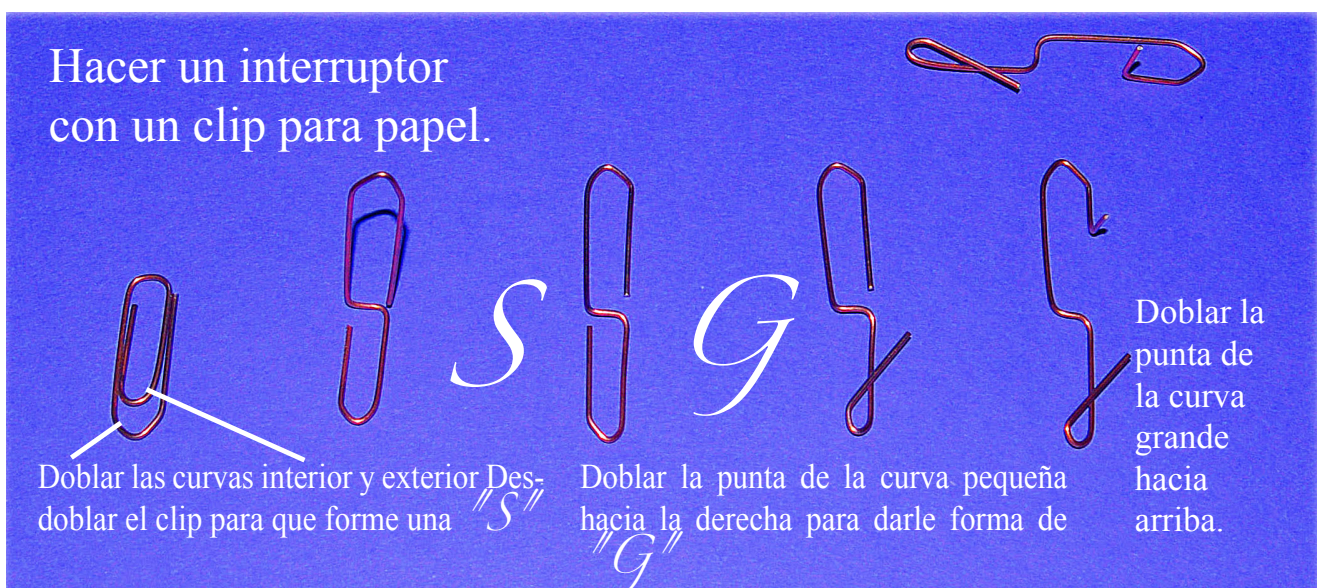 Hacer un interruptor
con un clip para papel.
S
G
Doblar las curvas interior y exterior Des-
doblar el clip para que forme una "S"
Doblar la punta de la curva pequeña
hacia la derecha para darle forma de
"G"
Doblar la
punta de
la curva
grande
hacia
arriba.